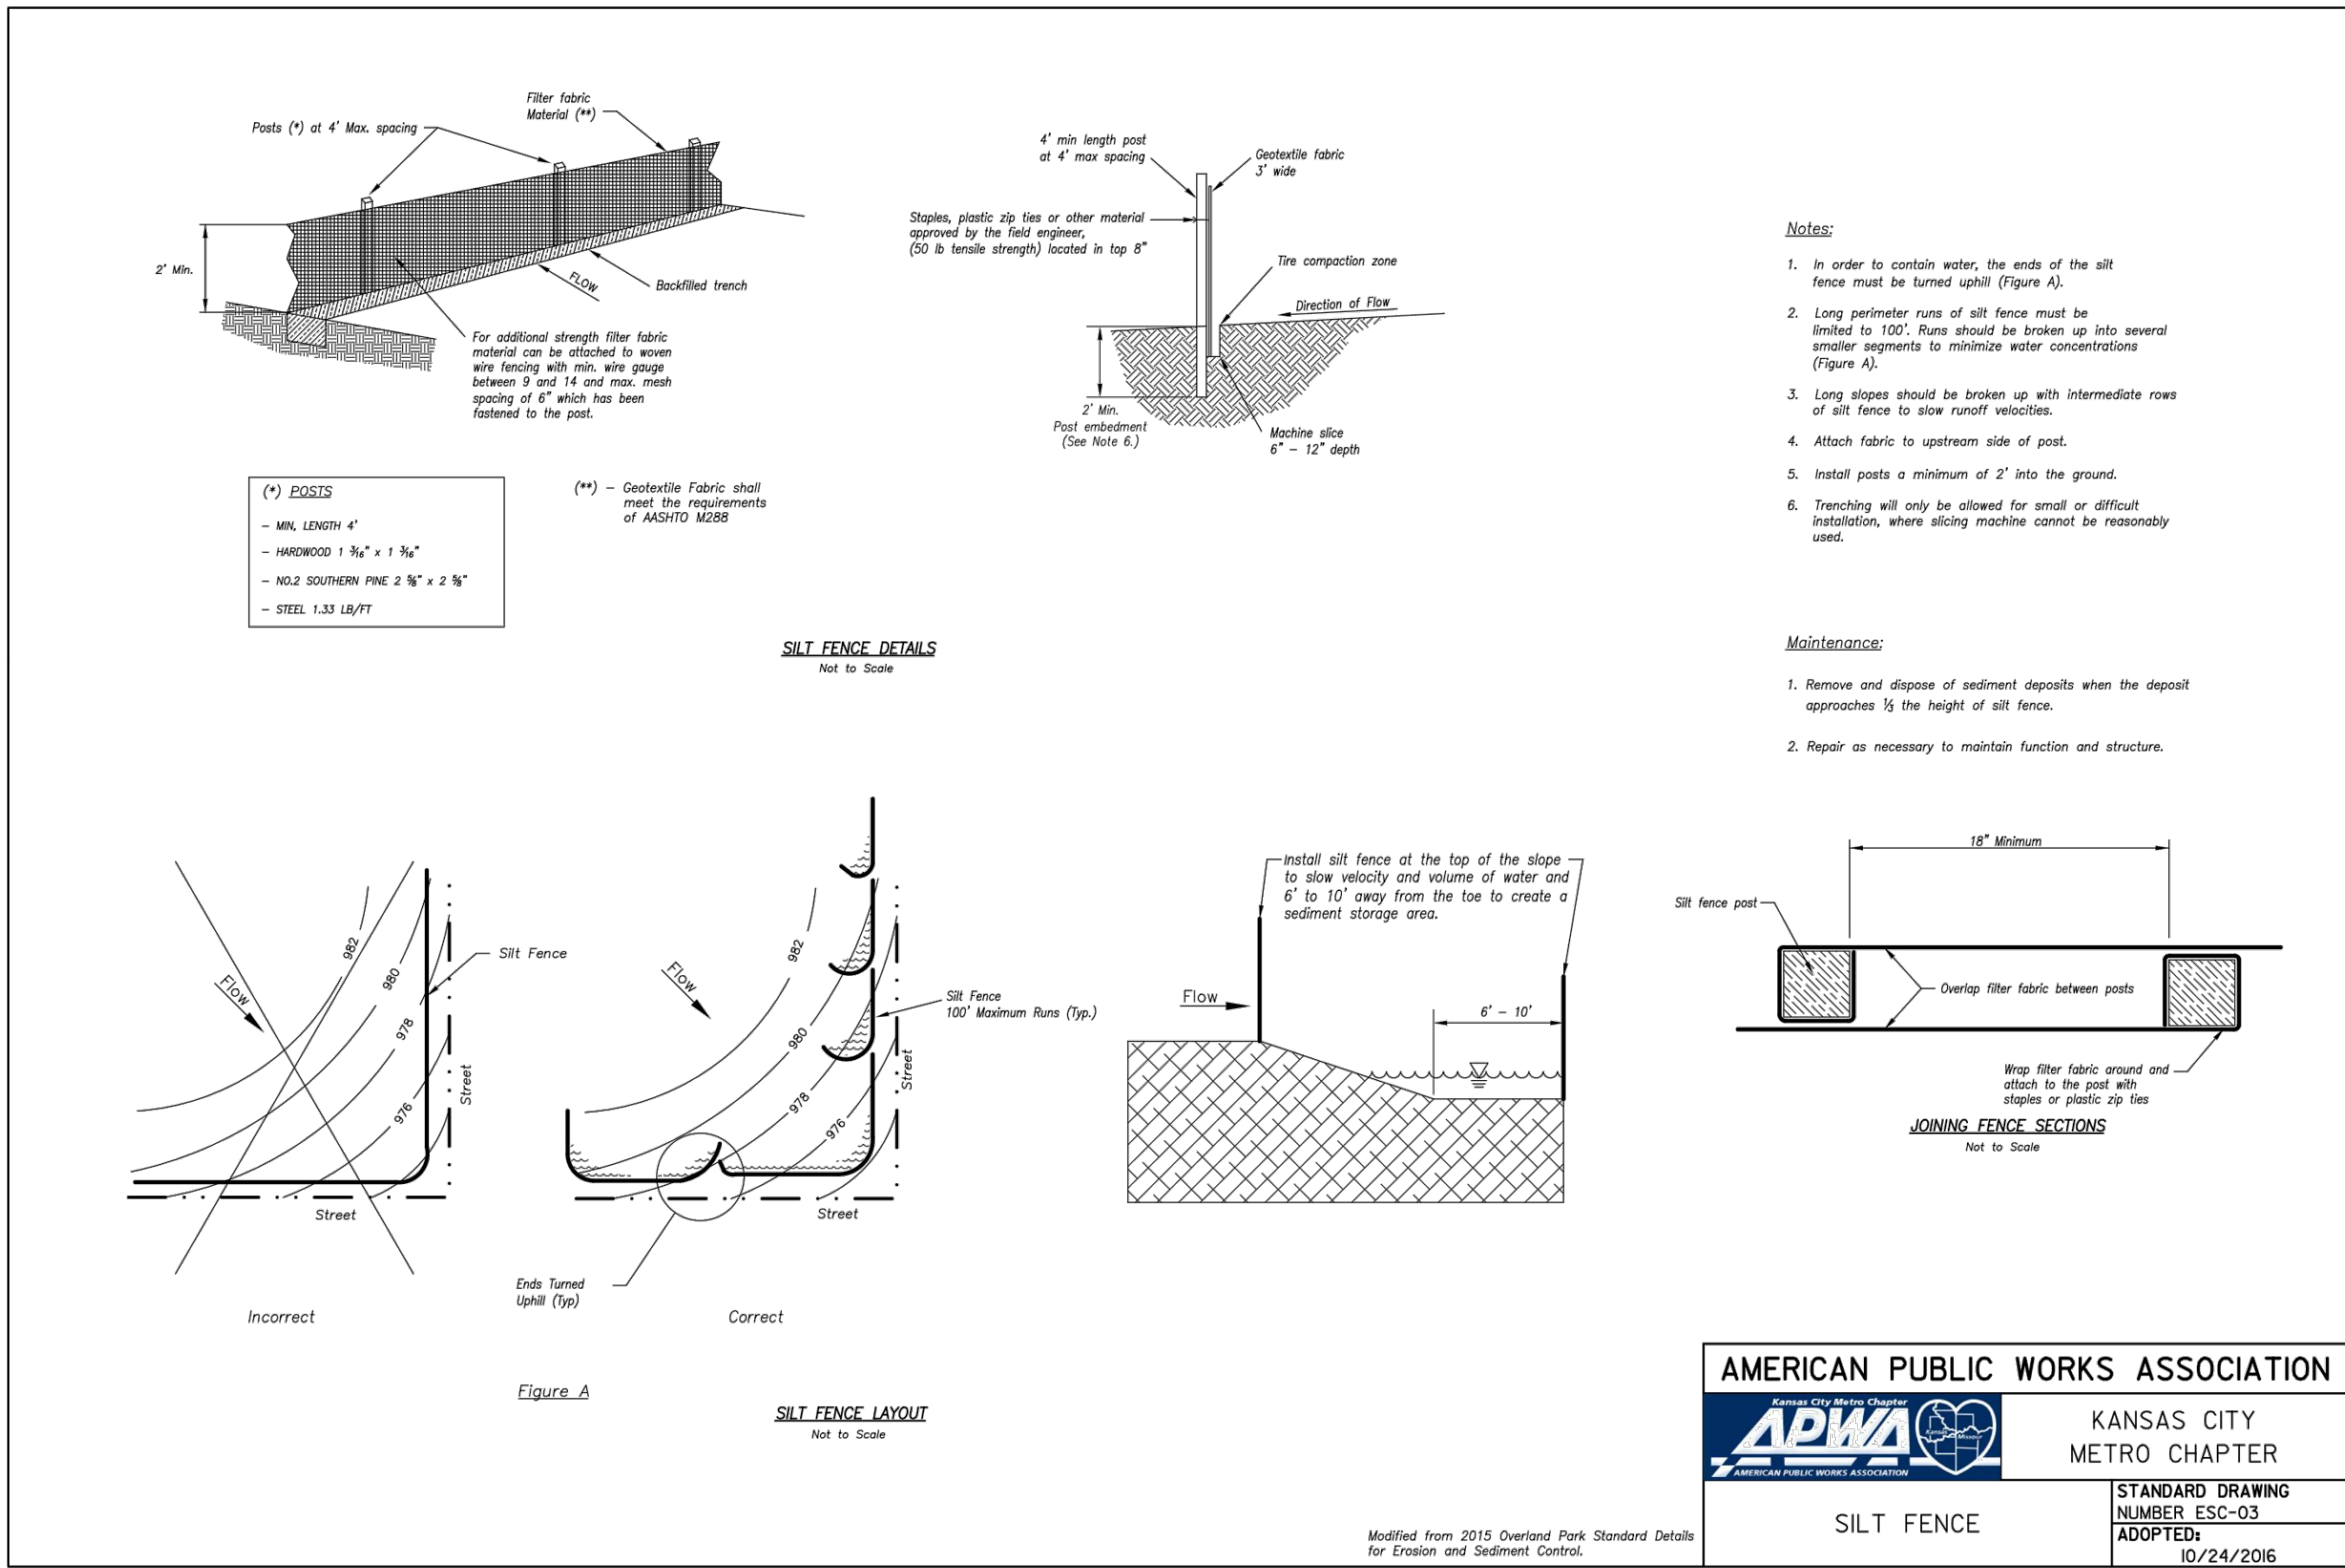 Filter fabric
Material (**)
Posts (*) at 4' Max. spacing
2' Min.
FLOW
Backfilled trench
For additional strength filter fabric
material can be attached to woven
wire fencing with min. wire gauge
between 9 and 14 and max. mesh
spacing of 6" which has been
fastened to the post.
(*) POSTS
- MIN, LENGTH 4'
- HARDWOOD 1 3/16" x 1 3/16"
- NO.2 SOUTHERN PINE 2 5/8" x 2 5/8"
- STEEL 1.33 LB/FT
(**) - Geotextile Fabric shall
meet the requirements
of AASHTO M288
4' min length post
at 4' max spacing
Geotextile fabric
3' wide
Staples, plastic zip ties or other material
approved by the field engineer,
(50 lb tensile strength) located in top 8"
Tire compaction zone
Direction of Flow
2' Min.
Post embedment
(See Note 6.)
Machine slice
6" - 12" depth
SILT FENCE DETAILS
Not to Scale
Notes:
1. In order to contain water, the ends of the silt
fence must be turned uphill (Figure A).
2. Long perimeter runs of silt fence must be
limited to 100'. Runs should be broken up into several
smaller segments to minimize water concentrations
(Figure A).
3. Long slopes should be broken up with intermediate rows
of silt fence to slow runoff velocities.
4. Attach fabric to upstream side of post.
5. Install posts a minimum of 2' into the ground.
6. Trenching will only be allowed for small or difficult
installation, where slicing machine cannot be reasonably
used.
Maintenance:
1. Remove and dispose of sediment deposits when the deposit
approaches 1/3 the height of silt fence.
2. Repair as necessary to maintain function and structure.
982
980
978
976
Flow
Silt Fence
Street
Street
Incorrect
982
980
978
976
Flow
Silt Fence
100' Maximum Runs (Typ.)
Street
Street
Ends Turned
Uphill (Typ)
Correct
Figure A
SILT FENCE LAYOUT
Not to Scale
Install silt fence at the top of the slope
to slow velocity and volume of water and
6' to 10' away from the toe to create a
sediment storage area.
Flow
6' - 10'
18" Minimum
Silt fence post
Overlap filter fabric between posts
Wrap filter fabric around and
attach to the post with
staples or plastic zip ties
JOINING FENCE SECTIONS
Not to Scale
Modified from 2015 Overland Park Standard Details
for Erosion and Sediment Control.
AMERICAN PUBLIC WORKS ASSOCIATION
Kansas City Metro Chapter
APWA
Kansas
Missouri
AMERICAN PUBLIC WORKS ASSOCIATION
KANSAS CITY
METRO CHAPTER
SILT FENCE
STANDARD DRAWING
NUMBER ESC-03
ADOPTED:
10/24/2016